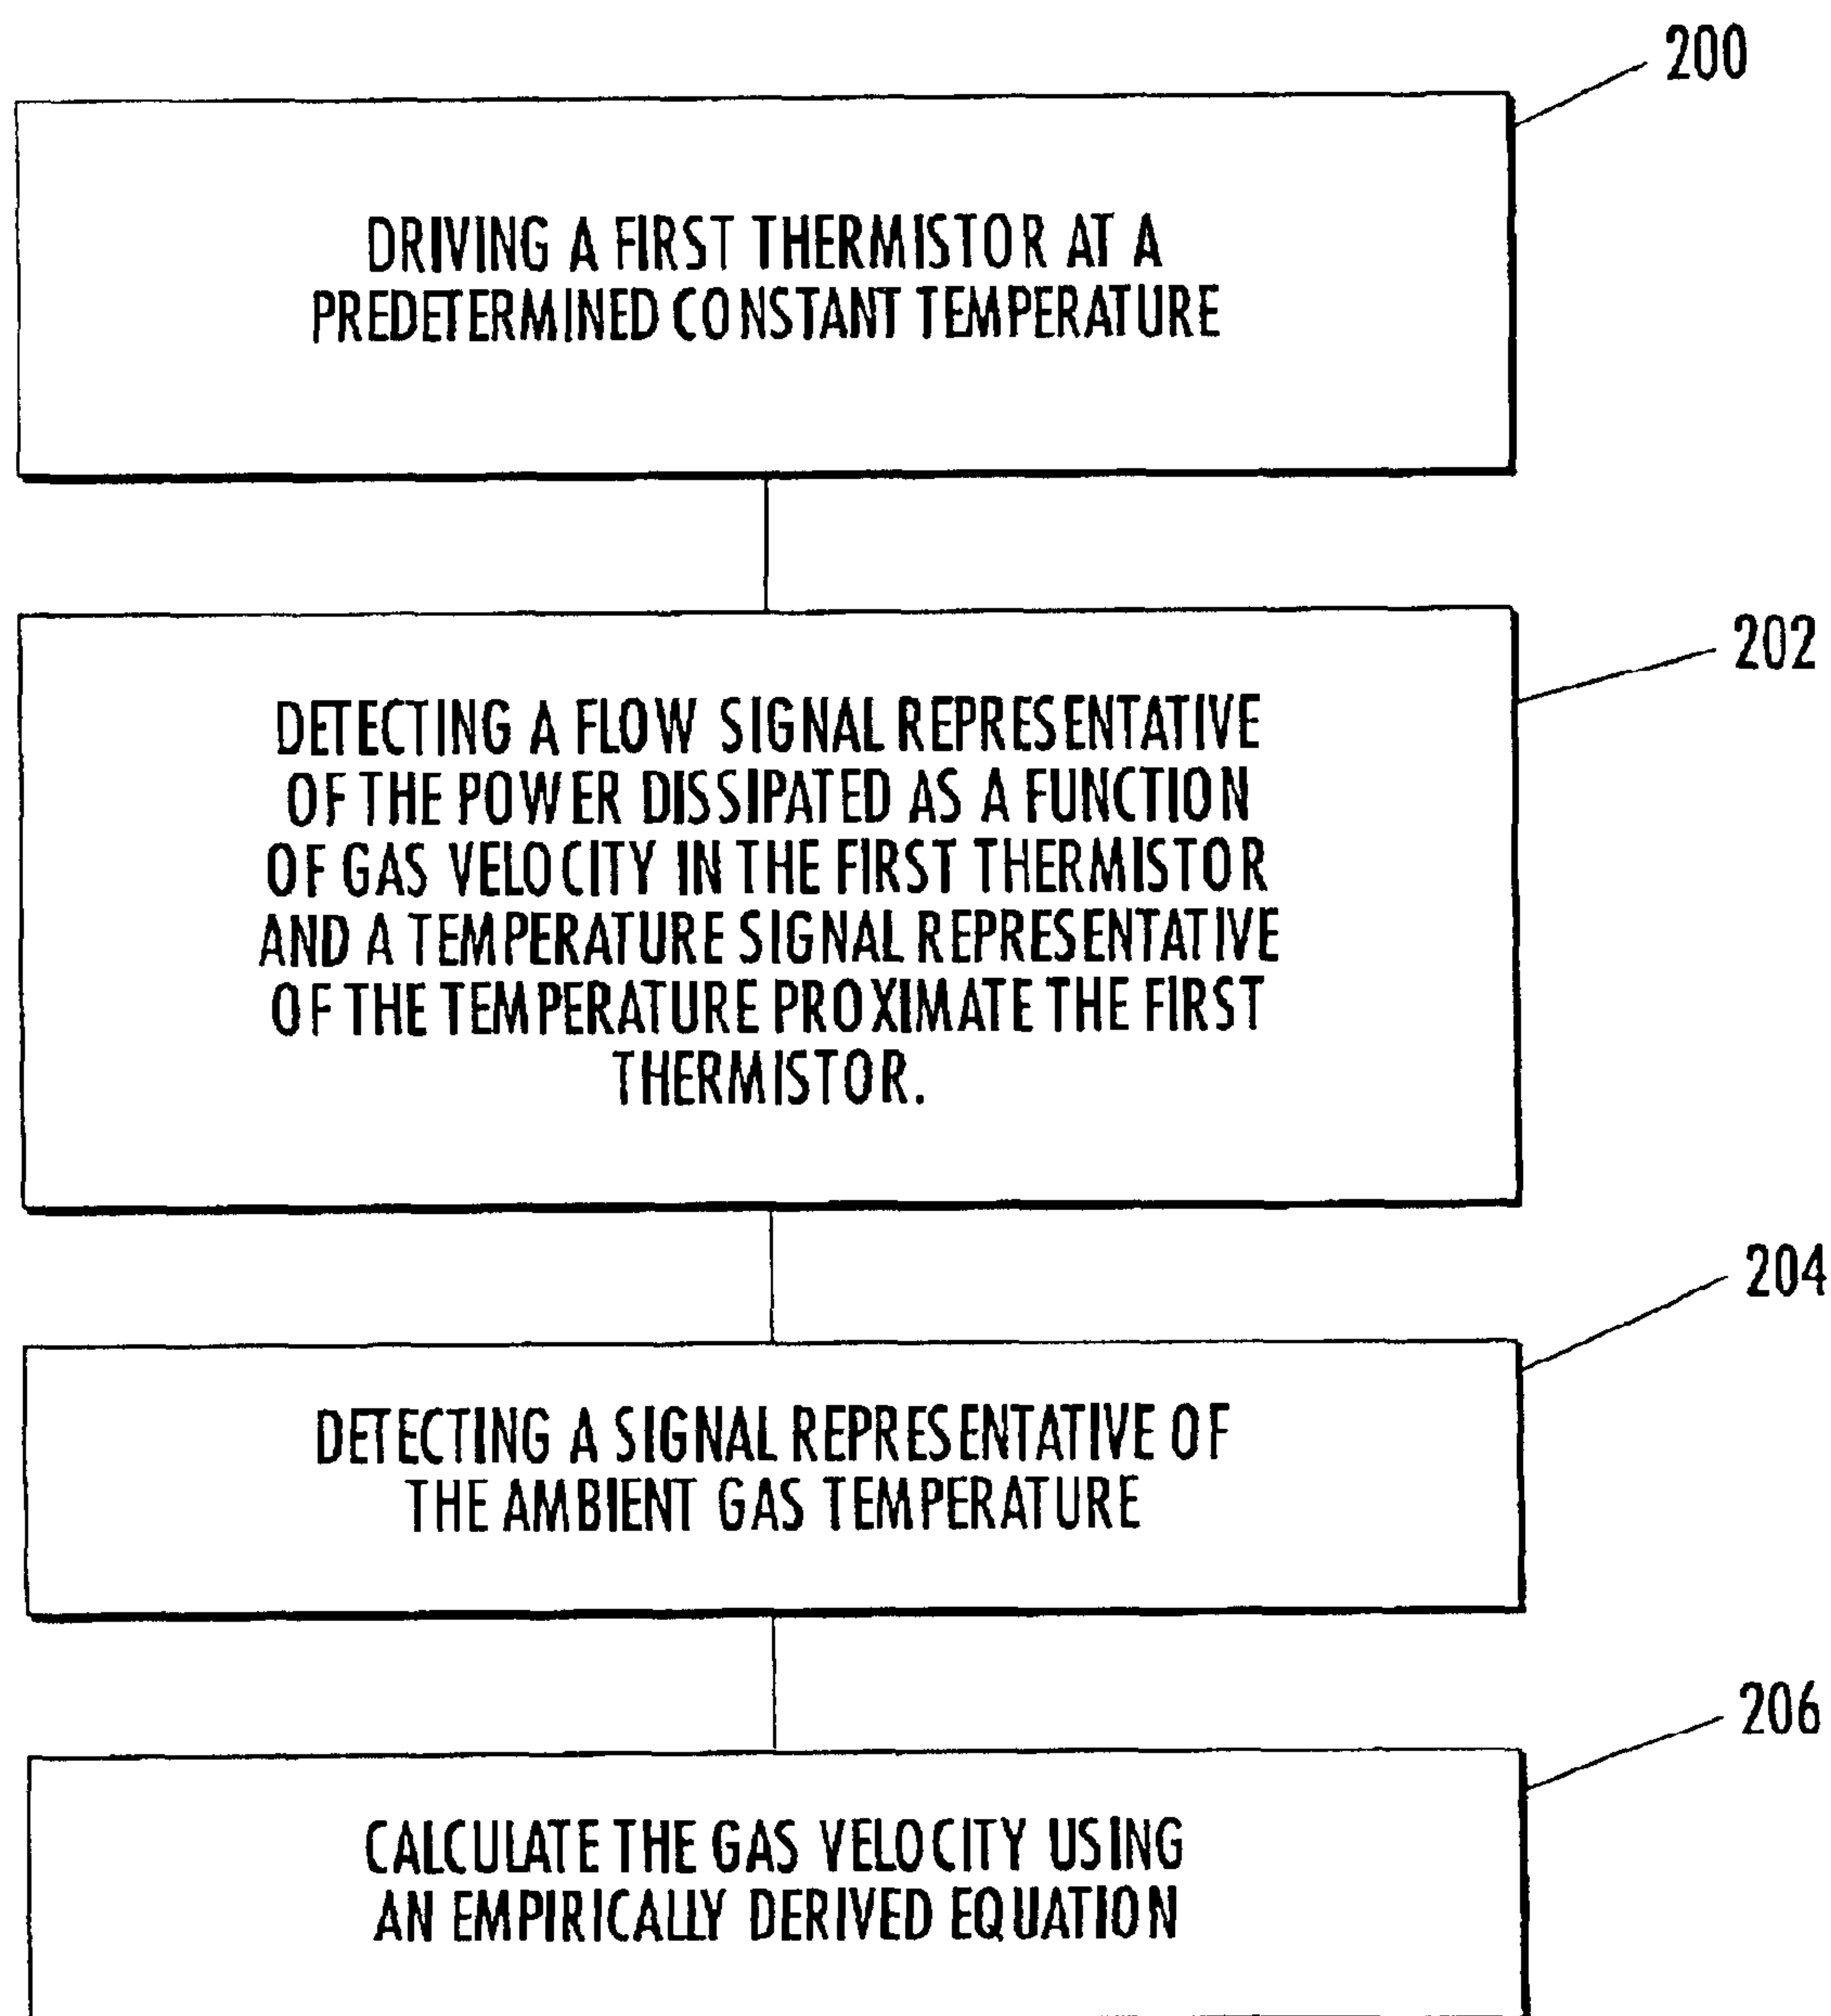 200
DRIVING A FIRST THERMISTOR AT A
PREDETERMINED CONSTANT TEMPERATURE
202
DETECTING A FLOW SIGNAL REPRESENTATIVE
OF THE POWER DISSIPATED AS A FUNCTION
OF GAS VELOCITY IN THE FIRST THERMISTOR
AND A TEMPERATURE SIGNAL REPRESENTATIVE
OF THE TEMPERATURE PROXIMATE THE FIRST
THERMISTOR.
204
DETECTING A SIGNAL REPRESENTATIVE OF
THE AMBIENT GAS TEMPERATURE
206
CALCULATE THE GAS VELOCITY USING
AN EMPIRICALLY DERIVED EQUATION